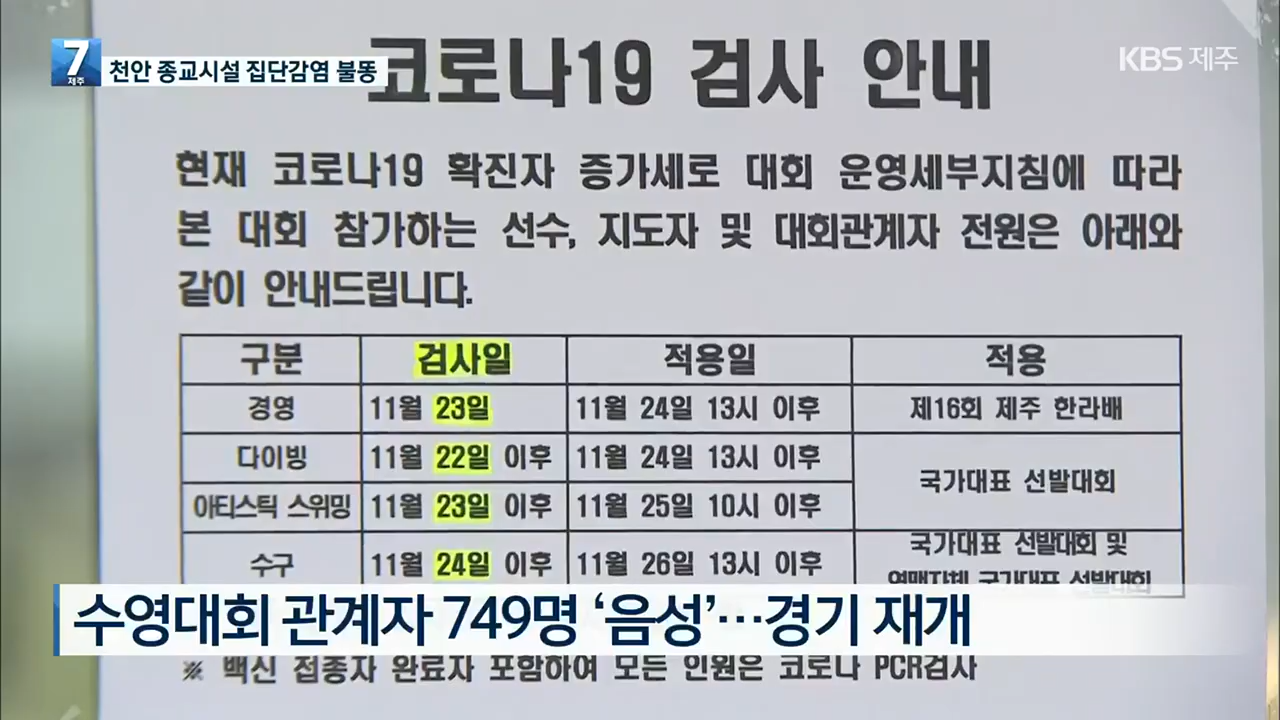 7 제주
천안 종교시설 집단감염 불똥
KBS 제주
코로나19 검사 안내
현재 코로나19 확진자 증가세로 대회 운영세부지침에 따라
본 대회 참가하는 선수, 지도자 및 대회관계자 전원은 아래와
같이 안내드립니다.
구분 검사일 적용일 적용
경영 11월 23일 11월 24일 13시 이후 제16회 제주 한라배
다이빙 11월 22일 이후 11월 24일 13시 이후
국가대표 선발대회
아티스틱 스위밍 11월 23일 이후 11월 25일 10시 이후
수구 11월 24일 이후 11월 26일 13시 이후 국가대표 선발대회 및
국가대표 선발대회
수영대회 관계자 749명 ‘음성’…경기 재개
※ 백신 접종자 완료자 포함하여 모든 인원은 코로나 PCR검사